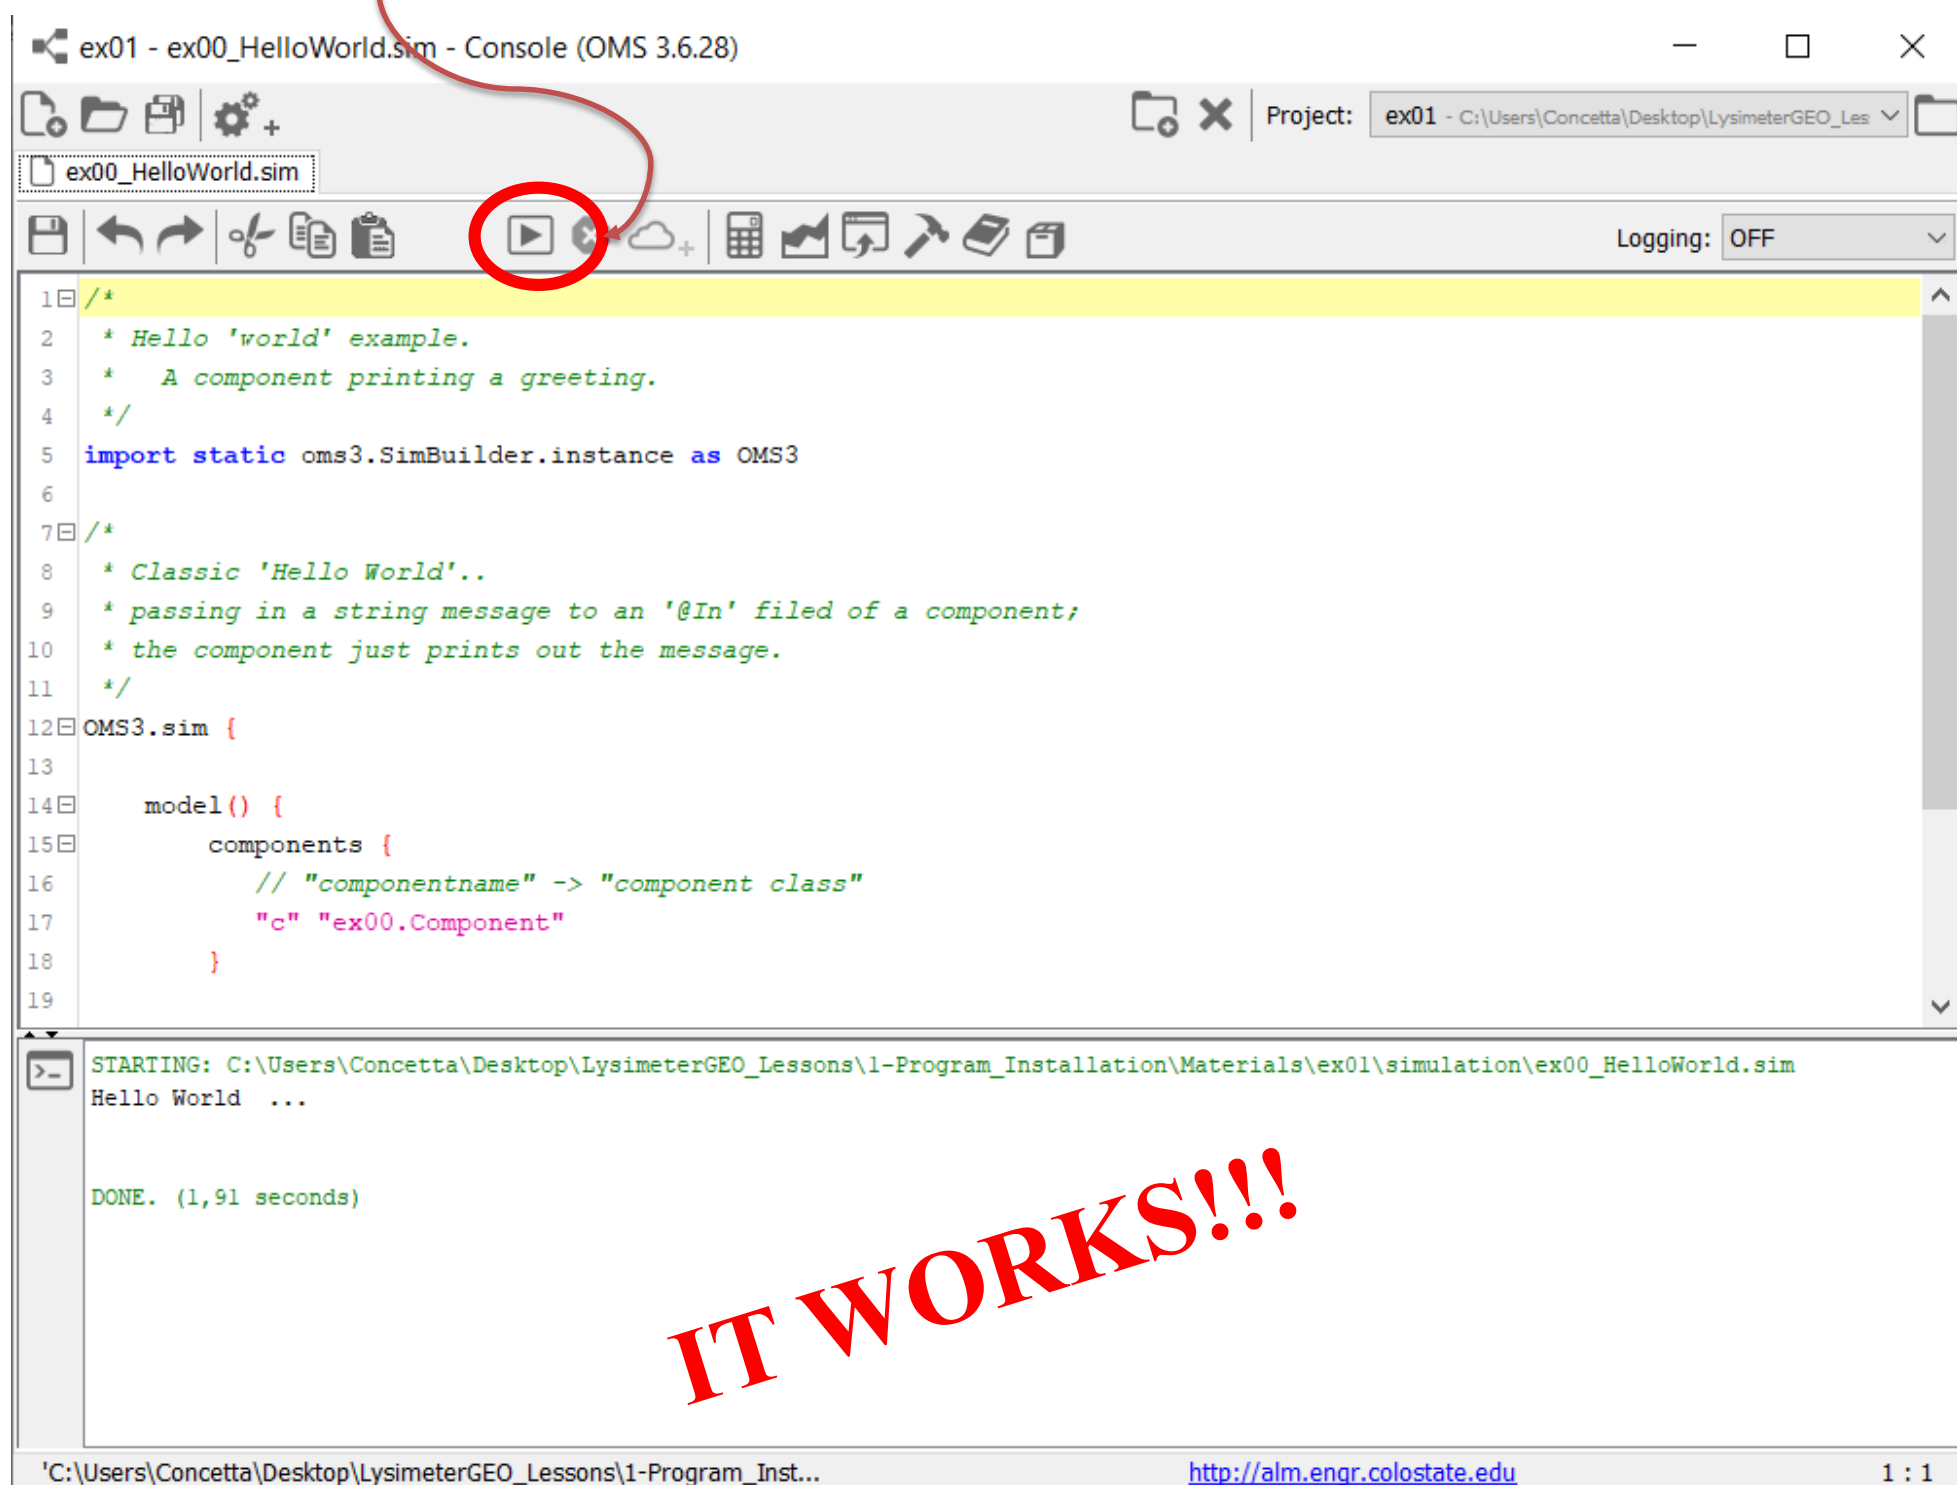 ex01 - ex00_HelloWorld.sim - Console (OMS 3.6.28)
Project: ex01 - C:\Users\Concetta\Desktop\LysimeterGEO_Les
ex00_HelloWorld.sim
Logging: OFF
1 /*
2 * Hello 'world' example.
3 * A component printing a greeting.
4 */
5 import static oms3.SimBuilder.instance as OMS3
6
7 /*
8 * Classic 'Hello World'..
9 * passing in a string message to an '@In' filed of a component;
10 * the component just prints out the message.
11 */
12 OMS3.sim {
13
14 model() {
15 components {
16 // "componentname" -> "component class"
17 "c" "ex00.Component"
18 }
19
STARTING: C:\Users\Concetta\Desktop\LysimeterGEO_Lessons\1-Program_Installation\Materials\ex01\simulation\ex00_HelloWorld.sim
Hello World ...
DONE. (1,91 seconds)
IT WORKS!!!
'C:\Users\Concetta\Desktop\LysimeterGEO_Lessons\1-Program_Inst...
http://alm.engr.colostate.edu
1 : 1